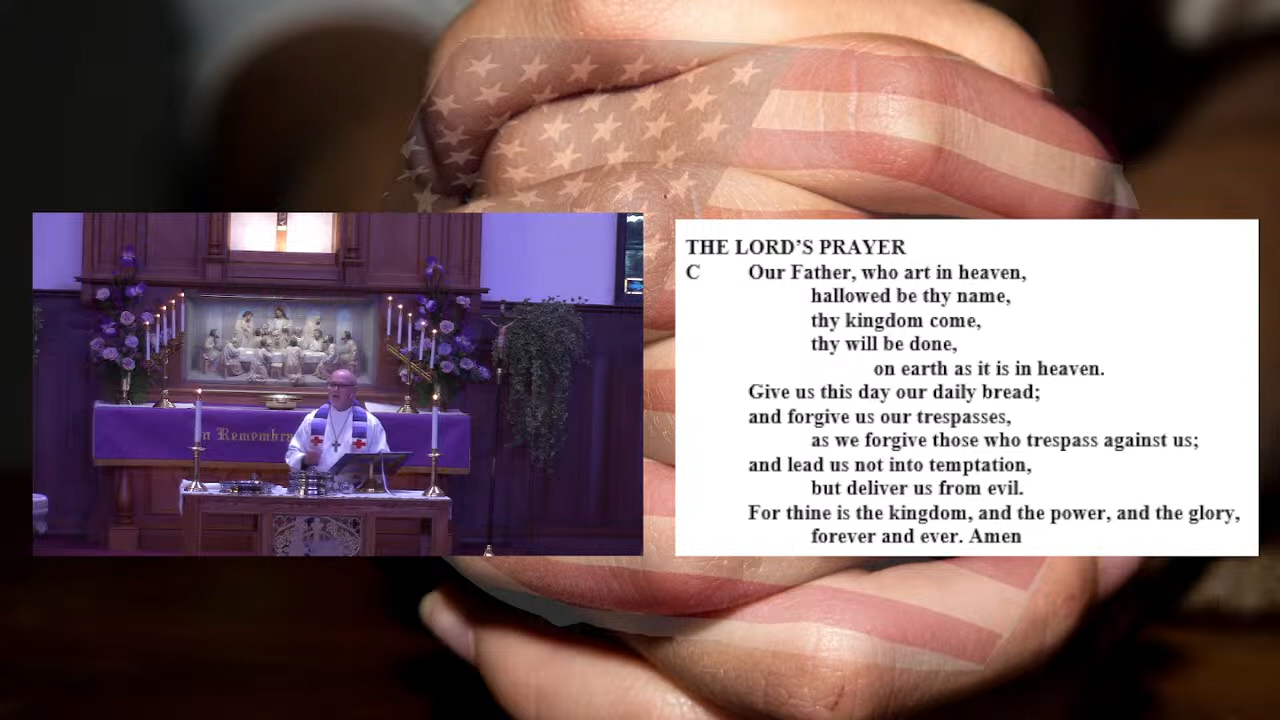 In Remembr
THE LORD'S PRAYER
C Our Father, who art in heaven,
hallowed be thy name,
thy kingdom come,
thy will be done,
on earth as it is in heaven.
Give us this day our daily bread;
and forgive us our trespasses,
as we forgive those who trespass against us;
and lead us not into temptation,
but deliver us from evil.
For thine is the kingdom, and the power, and the glory,
forever and ever. Amen